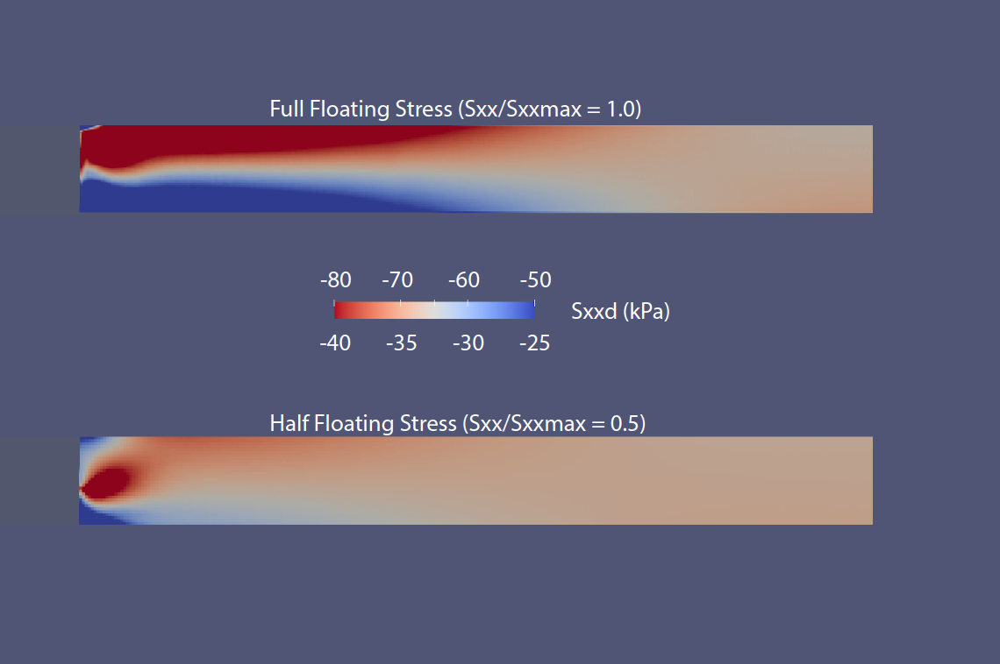 Full Floating Stress (Sxx/Sxxmax = 1.0)
-80 -70 -60 -50
Sxxd (kPa)
-40 -35 -30 -25
Half Floating Stress (Sxx/Sxxmax = 0.5)